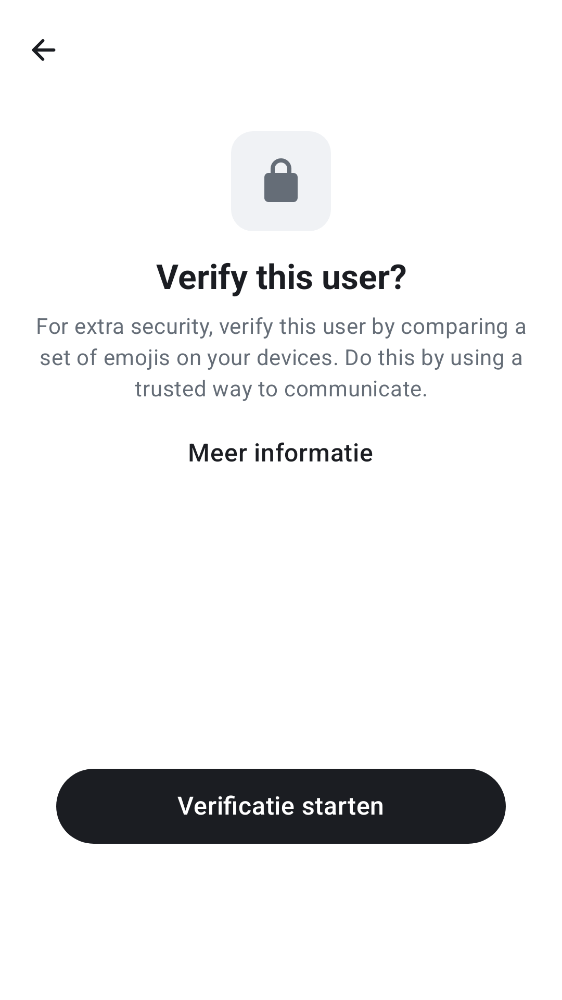 Verify this user?
For extra security, verify this user by comparing a
set of emojis on your devices. Do this by using a
trusted way to communicate.
Meer informatie
Verificatie starten